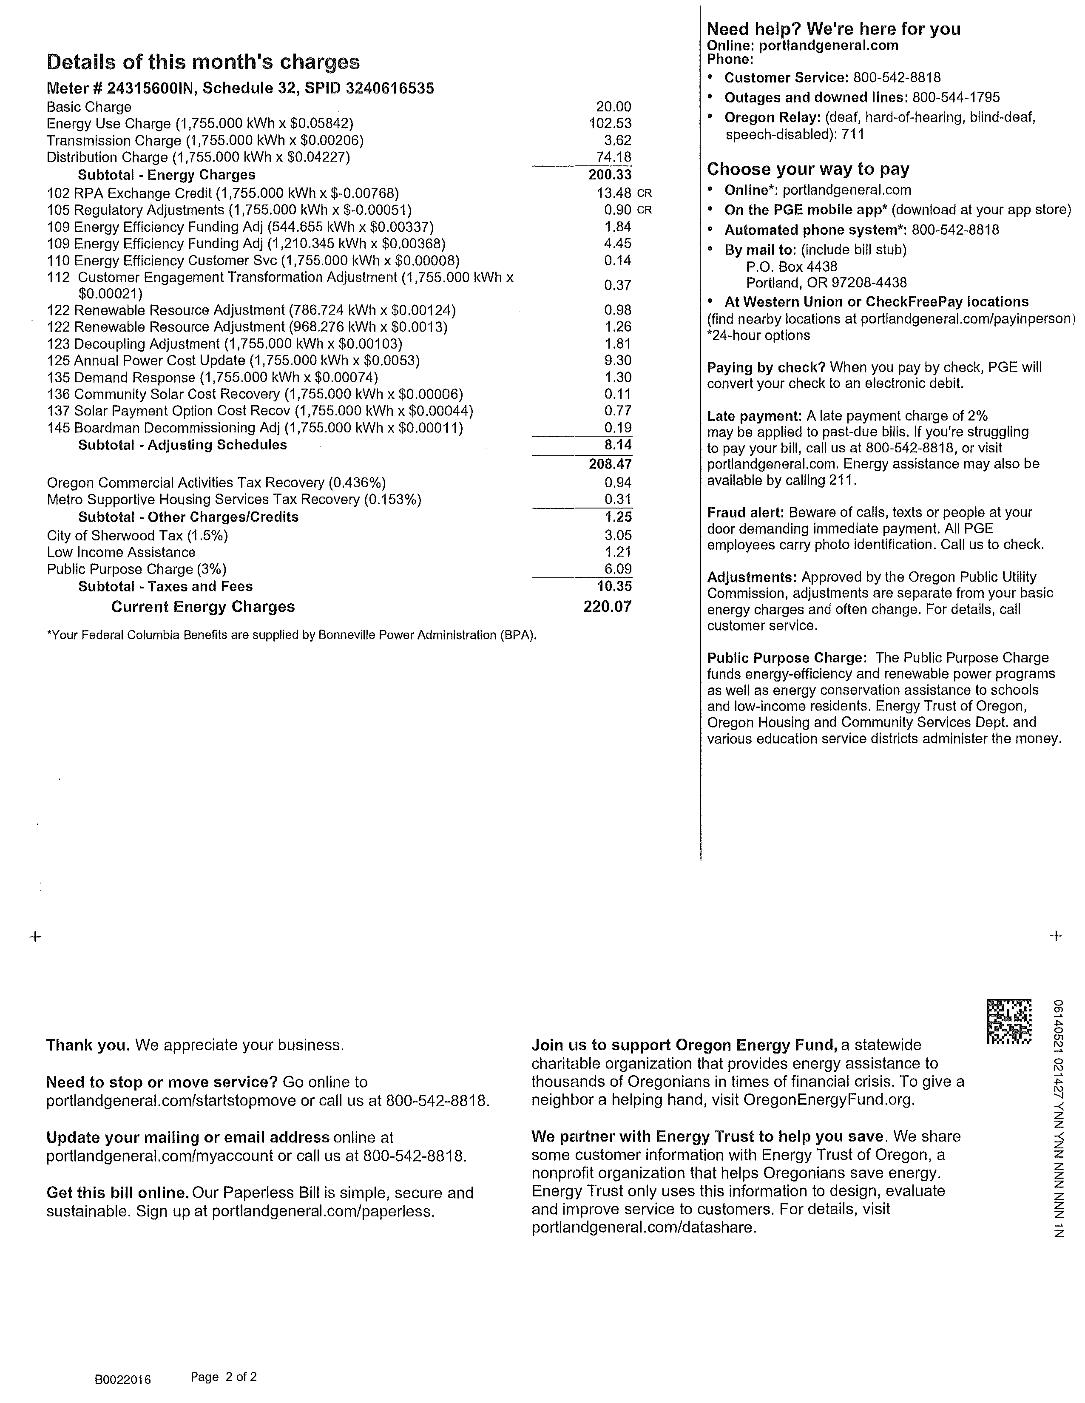 Details of this month's charges
Meter # 24315600IN, Schedule 32, SPID 3240616535
Basic Charge 20.00
Energy Use Charge (1,755.000 kWh x $0.05842) 102.53
Transmission Charge (1,755.000 kWh x $0.00206) 3.62
Distribution Charge (1,755.000 kWh x $0.04227) 74.18
Subtotal - Energy Charges 200.33
102 RPA Exchange Credit (1,755.000 kWh x $-0.00768) 13.48 CR
105 Regulatory Adjustments (1,755.000 kWh x $-0.00051) 0.90 CR
109 Energy Efficiency Funding Adj (544.655 kWh x $0.00337) 1.84
109 Energy Efficiency Funding Adj (1,210.345 kWh x $0.00368) 4.45
110 Energy Efficiency Customer Svc (1,755.000 kWh x $0.00008) 0.14
112 Customer Engagement Transformation Adjustment (1,755.000 kWh x
$0.00021) 0.37
122 Renewable Resource Adjustment (786.724 kWh x $0.00124) 0.98
122 Renewable Resource Adjustment (968.276 kWh x $0.0013) 1.26
123 Decoupling Adjustment (1,755.000 kWh x $0.00103) 1.81
125 Annual Power Cost Update (1,755.000 kWh x $0.0053) 9.30
135 Demand Response (1,755.000 kWh x $0.00074) 1.30
136 Community Solar Cost Recovery (1,755.000 kWh x $0.00006) 0.11
137 Solar Payment Option Cost Recov (1,755.000 kWh x $0.00044) 0.77
145 Boardman Decommissioning Adj (1,755.000 kWh x $0.00011) 0.19
Subtotal - Adjusting Schedules 8.14
208.47
Oregon Commercial Activities Tax Recovery (0.436%) 0.94
Metro Supportive Housing Services Tax Recovery (0.153%) 0.31
Subtotal - Other Charges/Credits 1.25
City of Sherwood Tax (1.5%) 3.05
Low Income Assistance 1.21
Public Purpose Charge (3%) 6.09
Subtotal - Taxes and Fees 10.35
Current Energy Charges 220.07
*Your Federal Columbia Benefits are supplied by Bonneville Power Administration (BPA).
Need help? We're here for you
Online: portlandgeneral.com
Phone:
• Customer Service: 800-542-8818
• Outages and downed lines: 800-544-1795
• Oregon Relay: (deaf, hard-of-hearing, blind-deaf,
speech-disabled): 711
Choose your way to pay
• Online*: portlandgeneral.com
• On the PGE mobile app* (download at your app store)
• Automated phone system*: 800-542-8818
• By mail to: (include bill stub)
P.O. Box 4438
Portland, OR 97208-4438
• At Western Union or CheckFreePay locations
(find nearby locations at portlandgeneral.com/payinperson)
*24-hour options
Paying by check? When you pay by check, PGE will
convert your check to an electronic debit.
Late payment: A late payment charge of 2%
may be applied to past-due bills. If you're struggling
to pay your bill, call us at 800-542-8818, or visit
portlandgeneral.com. Energy assistance may also be
available by calling 211.
Fraud alert: Beware of calls, texts or people at your
door demanding immediate payment. All PGE
employees carry photo identification. Call us to check.
Adjustments: Approved by the Oregon Public Utility
Commission, adjustments are separate from your basic
energy charges and often change. For details, call
customer service.
Public Purpose Charge: The Public Purpose Charge
funds energy-efficiency and renewable power programs
as well as energy conservation assistance to schools
and low-income residents. Energy Trust of Oregon,
Oregon Housing and Community Services Dept. and
various education service districts administer the money.
Thank you. We appreciate your business.
Need to stop or move service? Go online to
portlandgeneral.com/startstopmove or call us at 800-542-8818.
Update your mailing or email address online at
portlandgeneral.com/myaccount or call us at 800-542-8818.
Get this bill online. Our Paperless Bill is simple, secure and
sustainable. Sign up at portlandgeneral.com/paperless.
Join us to support Oregon Energy Fund, a statewide
charitable organization that provides energy assistance to
thousands of Oregonians in times of financial crisis. To give a
neighbor a helping hand, visit OregonEnergyFund.org.
We partner with Energy Trust to help you save. We share
some customer information with Energy Trust of Oregon, a
nonprofit organization that helps Oregonians save energy.
Energy Trust only uses this information to design, evaluate
and improve service to customers. For details, visit
portlandgeneral.com/datashare.
06140521 021427 YNN YNN NNN NNN 1N
B0022016 Page 2 of 2